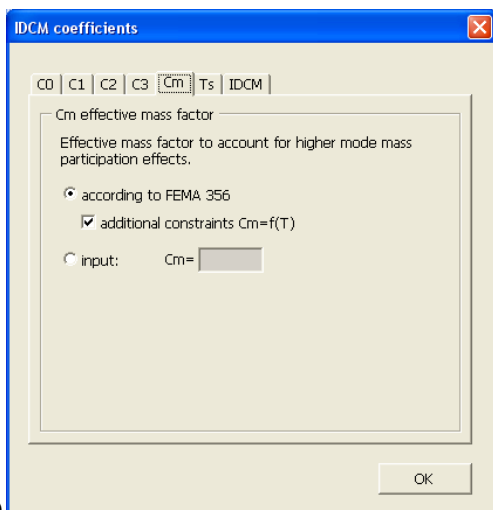 IDCM coefficients
C0 | C1 | C2 | C3 | Cm | Ts | IDCM |
Cm effective mass factor
Effective mass factor to account for higher mode mass
participation effects.
according to FEMA 356
additional constraints Cm=f(T)
input: Cm=
OK
)